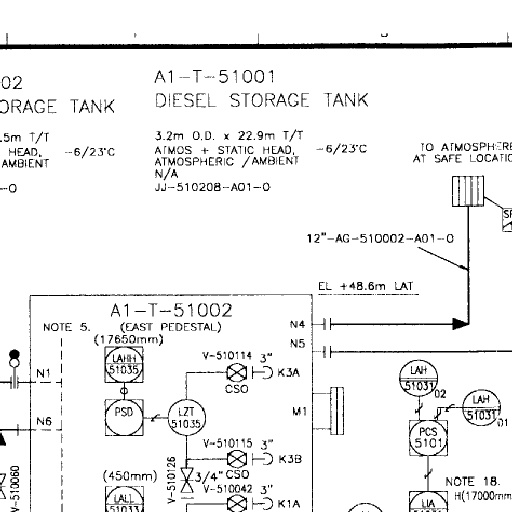 02
ORAGE TANK
.5m T/T
HEAD, -6/23°C
AMBIENT
-0
A1-T-51001
DIESEL STORAGE TANK
3.2m O.D. x 22.9m T/T
ATMOS + STATIC HEAD, -6/23°C
ATMOSPHERIC /AMBIENT
N/A
JJ-510208-A01-0
TO ATMOSPHERE
AT SAFE LOCATIO
12"-AG-510002-A01-0
EL +48.6m LAT
A1-T-51002
(EAST PEDESTAL)
NOTE 5.
(17650mm)
LAHH
51035
PSD
LZT
51035
V-510114 3"
K3A
CSO
N4
N5
N1
N6
M1
LAH
51031
02
LAH
51031
01
PCS
5101
V-510115 3"
K3B
CSO
3/4"
V-510126
V-510042 3"
K1A
(450mm)
LALL
V-510060
NOTE 18.
H(17000mm
LIA